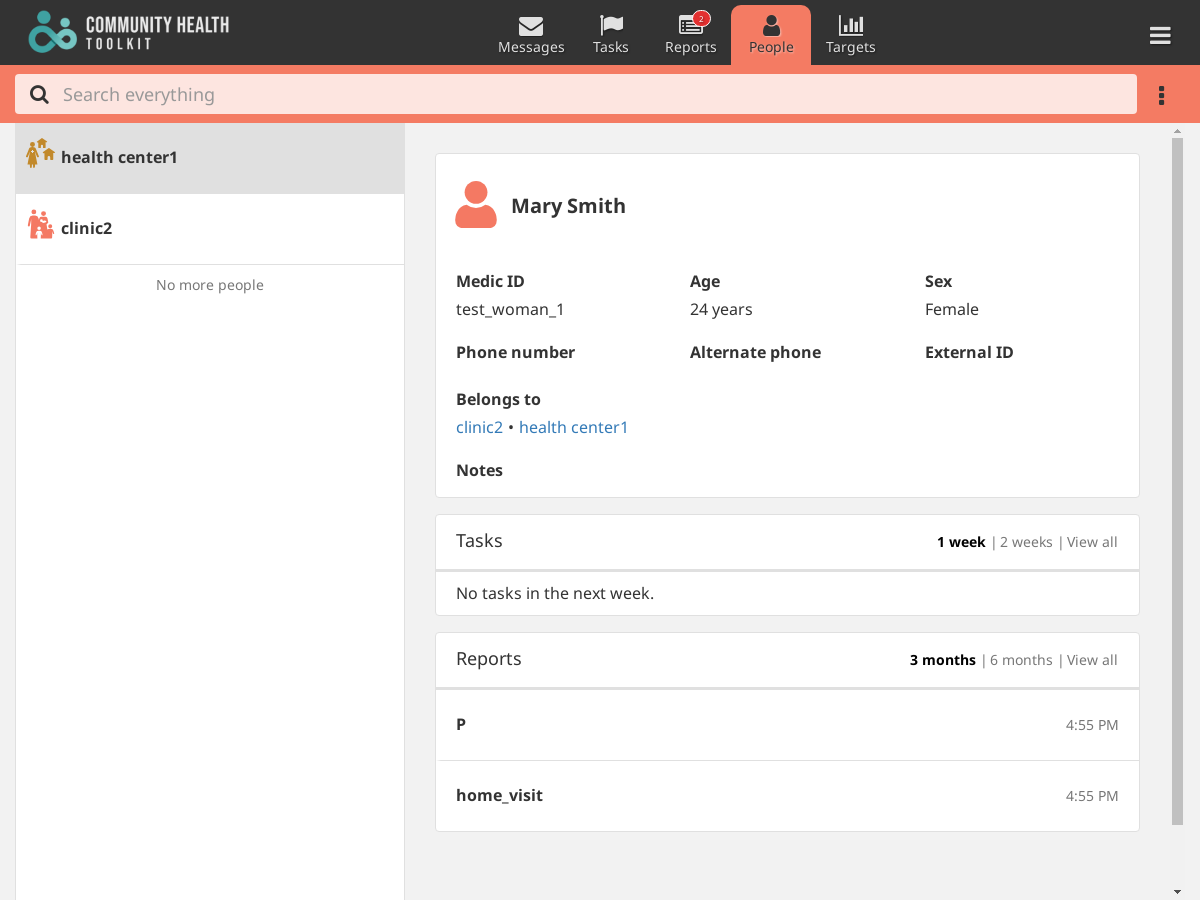 COMMUNITY HEALTH
TOOLKIT
Messages
Tasks
2
Reports
People
Targets
Search everything
health center1
clinic2
No more people
Mary Smith
Medic ID
test_woman_1
Age
24 years
Sex
Female
Phone number
Alternate phone
External ID
Belongs to
clinic2 • health center1
Notes
Tasks
1 week | 2 weeks | View all
No tasks in the next week.
Reports
3 months | 6 months | View all
P
4:55 PM
home_visit
4:55 PM